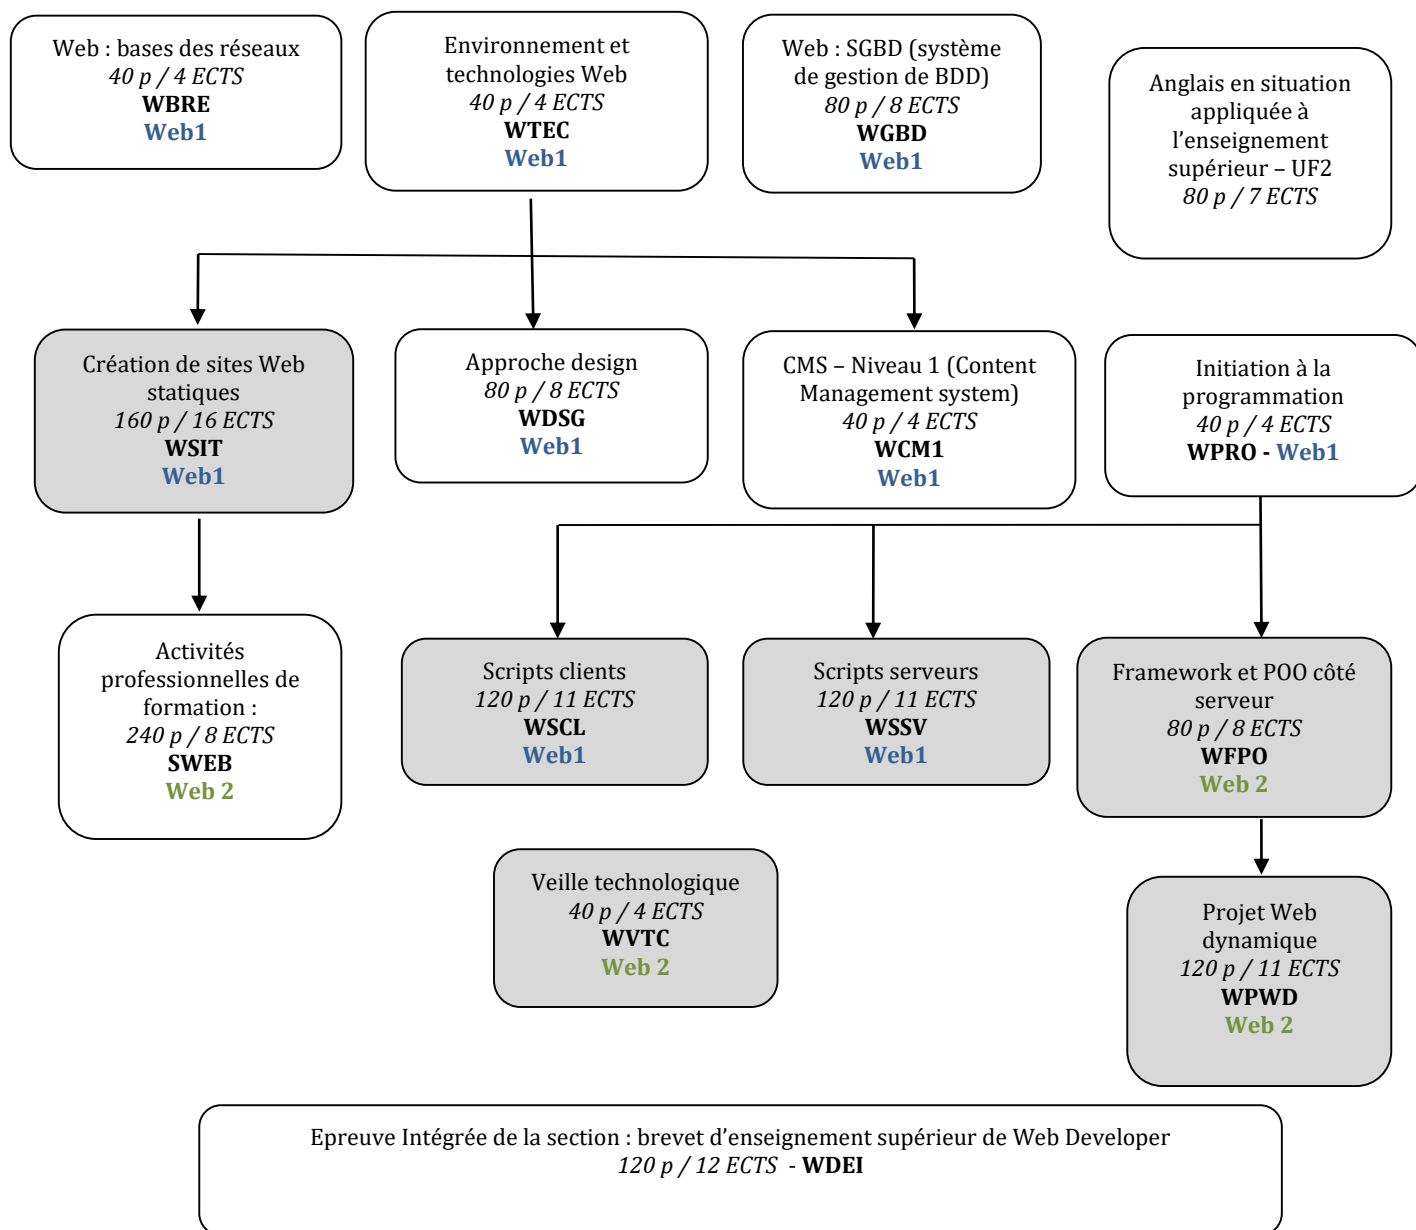 Web : bases des réseaux
40 p / 4 ECTS
WBRE
Web1
Environnement et
technologies Web
40 p / 4 ECTS
WTEC
Web1
Web : SGBD (système
de gestion de BDD)
80 p / 8 ECTS
WGBD
Web1
Anglais en situation
appliquée à
l’enseignement
supérieur – UF2
80 p / 7 ECTS
Création de sites Web
statiques
160 p / 16 ECTS
WSIT
Web1
Approche design
80 p / 8 ECTS
WDSG
Web1
CMS – Niveau 1 (Content
Management system)
40 p / 4 ECTS
WCM1
Web1
Initiation à la
programmation
40 p / 4 ECTS
WPRO - Web1
Activités
professionnelles de
formation :
240 p / 8 ECTS
SWEB
Web 2
Scripts clients
120 p / 11 ECTS
WSCL
Web1
Scripts serveurs
120 p / 11 ECTS
WSSV
Web1
Framework et POO côté
serveur
80 p / 8 ECTS
WFPO
Web 2
Veille technologique
40 p / 4 ECTS
WVTC
Web 2
Projet Web
dynamique
120 p / 11 ECTS
WPWD
Web 2
Epreuve Intégrée de la section : brevet d’enseignement supérieur de Web Developer
120 p / 12 ECTS - WDEI